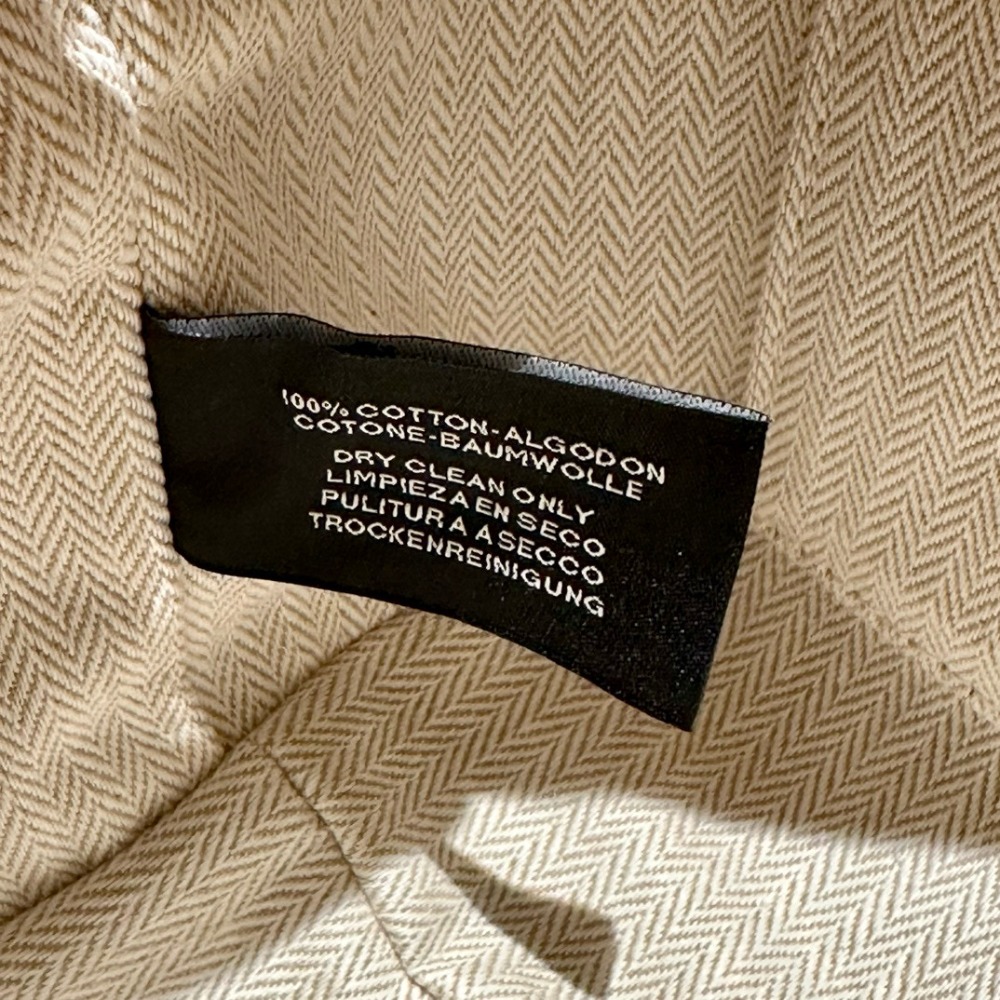 100% COTTON-ALGODON
COTONE-BAUMWOLLE
DRY CLEAN ONLY
LIMPIEZA EN SECO
PULITURA A SECCO
TROCKENREINIGUNG